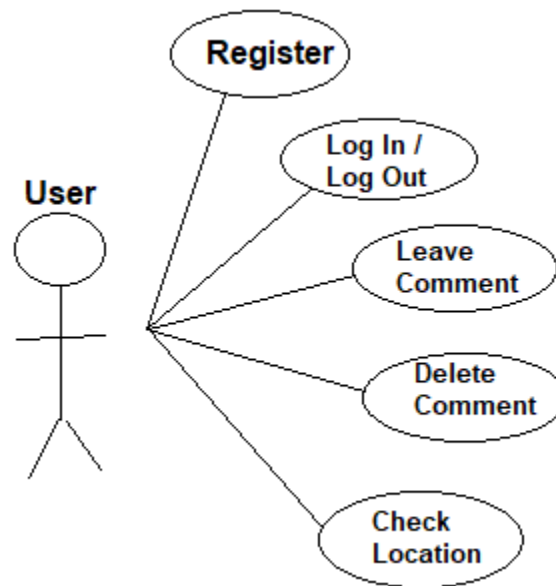 Register
Log In /
Log Out
User
Leave
Comment
Delete
Comment
Check
Location